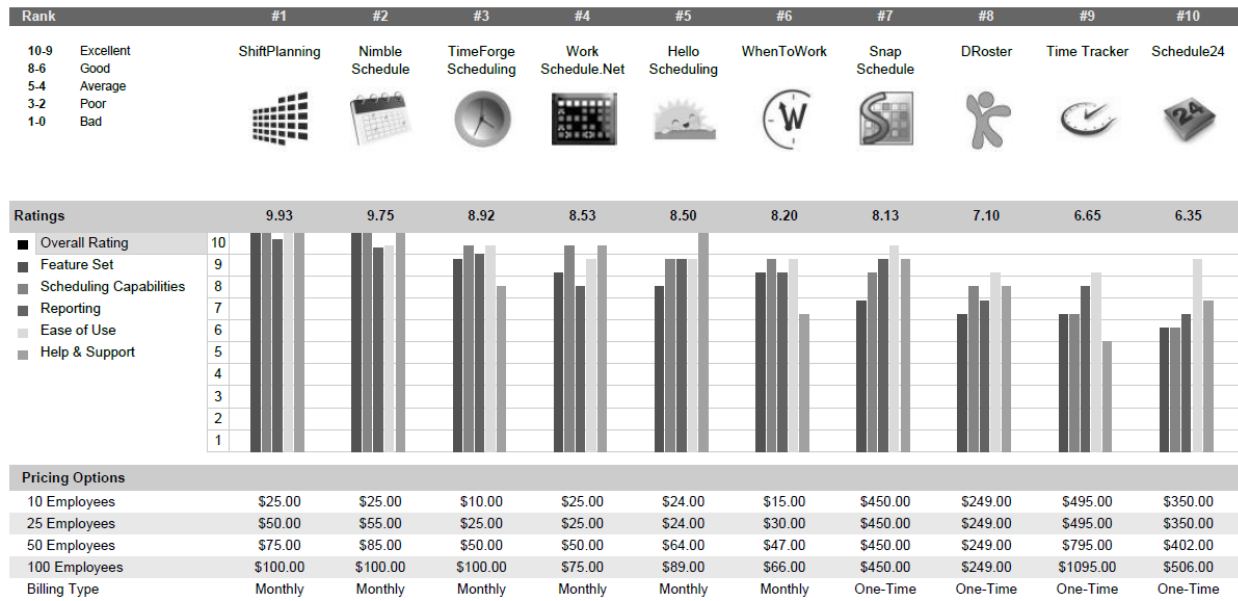 Rank #1 #2 #3 #4 #5 #6 #7 #8 #9 #10
10-9 Excellent
8-6 Good
5-4 Average
3-2 Poor
1-0 Bad
ShiftPlanning
Nimble
Schedule
TimeForge
Scheduling
Work
Schedule.Net
Hello
Scheduling
WhenToWork
Snap
Schedule
DRoster
Time Tracker
Schedule24
W
S
24
Ratings 9.93 9.75 8.92 8.53 8.50 8.20 8.13 7.10 6.65 6.35
Overall Rating
Feature Set
Scheduling Capabilities
Reporting
Ease of Use
Help & Support
10
9
8
7
6
5
4
3
2
1
Pricing Options
10 Employees $25.00 $25.00 $10.00 $25.00 $24.00 $15.00 $450.00 $249.00 $495.00 $350.00
25 Employees $50.00 $55.00 $25.00 $25.00 $24.00 $30.00 $450.00 $249.00 $495.00 $350.00
50 Employees $75.00 $85.00 $50.00 $50.00 $64.00 $47.00 $450.00 $249.00 $795.00 $402.00
100 Employees $100.00 $100.00 $100.00 $75.00 $89.00 $66.00 $450.00 $249.00 $1095.00 $506.00
Billing Type Monthly Monthly Monthly Monthly Monthly Monthly One-Time One-Time One-Time One-Time